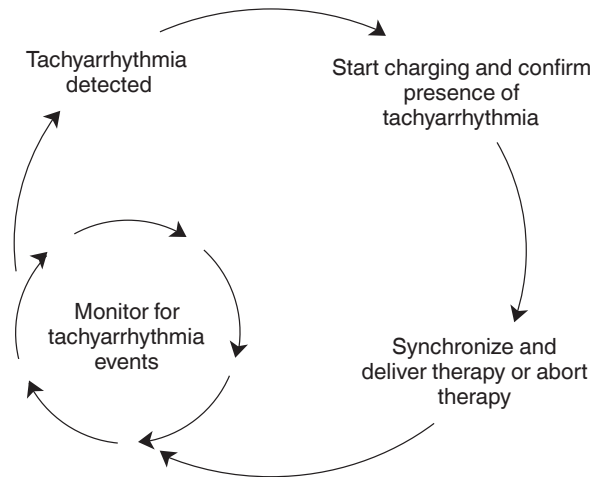 Tachyarrhythmia
detected
Start charging and confirm
presence of
tachyarrhythmia
Monitor for
tachyarrhythmia
events
Synchronize and
deliver therapy or abort
therapy